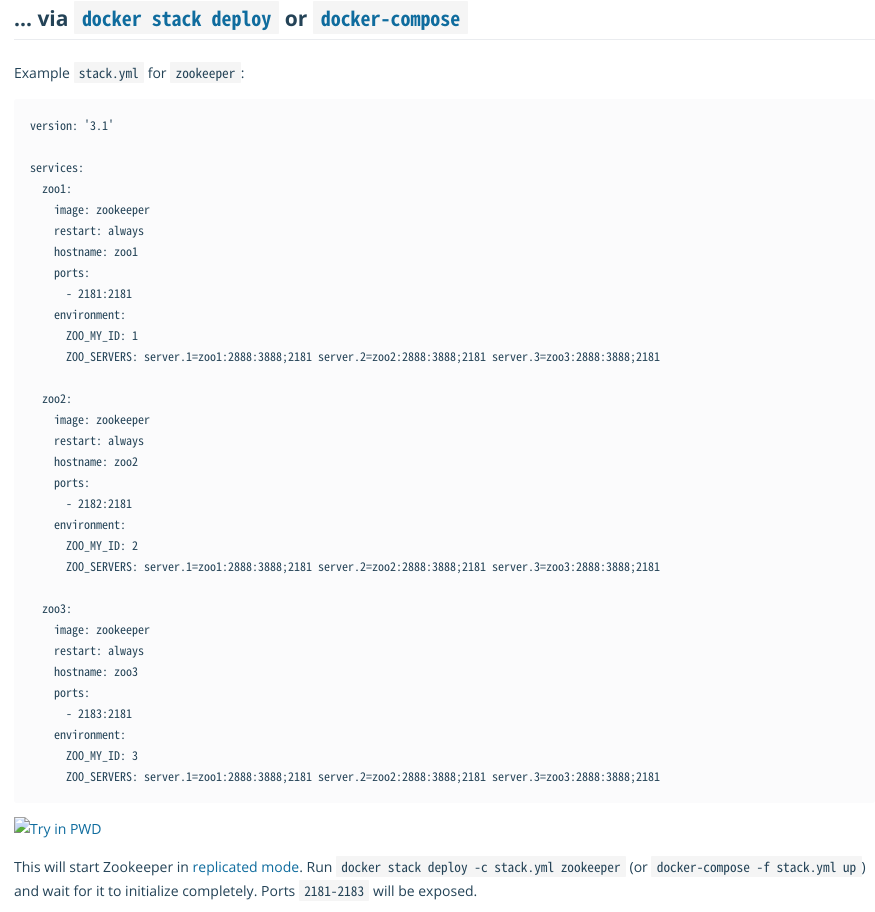 ... via docker stack deploy or docker-compose
Example stack.yml for zookeeper :
version: '3.1'
services:
  zoo1:
    image: zookeeper
    restart: always
    hostname: zoo1
    ports:
      - 2181:2181
    environment:
      ZOO_MY_ID: 1
      ZOO_SERVERS: server.1=zoo1:2888:3888;2181 server.2=zoo2:2888:3888;2181 server.3=zoo3:2888:3888;2181
  zoo2:
    image: zookeeper
    restart: always
    hostname: zoo2
    ports:
      - 2182:2181
    environment:
      ZOO_MY_ID: 2
      ZOO_SERVERS: server.1=zoo1:2888:3888;2181 server.2=zoo2:2888:3888;2181 server.3=zoo3:2888:3888;2181
  zoo3:
    image: zookeeper
    restart: always
    hostname: zoo3
    ports:
      - 2183:2181
    environment:
      ZOO_MY_ID: 3
      ZOO_SERVERS: server.1=zoo1:2888:3888;2181 server.2=zoo2:2888:3888;2181 server.3=zoo3:2888:3888;2181
Try in PWD
This will start Zookeeper in replicated mode. Run docker stack deploy -c stack.yml zookeeper (or docker-compose -f stack.yml up )
and wait for it to initialize completely. Ports 2181-2183 will be exposed.